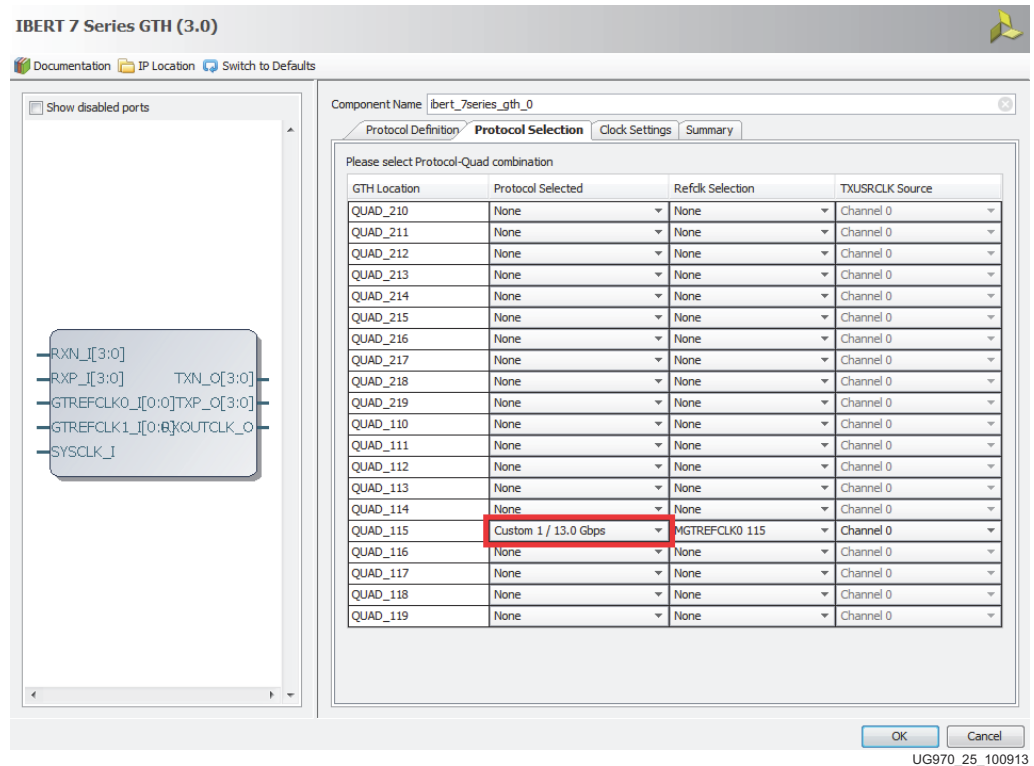 IBERT 7 Series GTH (3.0)
Documentation IP Location Switch to Defaults
Show disabled ports
RXN_I[3:0]
RXP_I[3:0] TXN_O[3:0]
GTREFCLK0_I[0:0] TXP_O[3:0]
GTREFCLK1_I[0:0] RXOUTCLK_O
SYSCLK_I
Component Name ibert_7series_gth_0
Protocol Definition Protocol Selection Clock Settings Summary
Please select Protocol-Quad combination
GTH Location Protocol Selected Refclk Selection TXUSRCLK Source
QUAD_210 None None Channel 0
QUAD_211 None None Channel 0
QUAD_212 None None Channel 0
QUAD_213 None None Channel 0
QUAD_214 None None Channel 0
QUAD_215 None None Channel 0
QUAD_216 None None Channel 0
QUAD_217 None None Channel 0
QUAD_218 None None Channel 0
QUAD_219 None None Channel 0
QUAD_110 None None Channel 0
QUAD_111 None None Channel 0
QUAD_112 None None Channel 0
QUAD_113 None None Channel 0
QUAD_114 None None Channel 0
QUAD_115 Custom 1 / 13.0 Gbps MGTREFCLK0 115 Channel 0
QUAD_116 None None Channel 0
QUAD_117 None None Channel 0
QUAD_118 None None Channel 0
QUAD_119 None None Channel 0
OK Cancel
UG970_25_100913